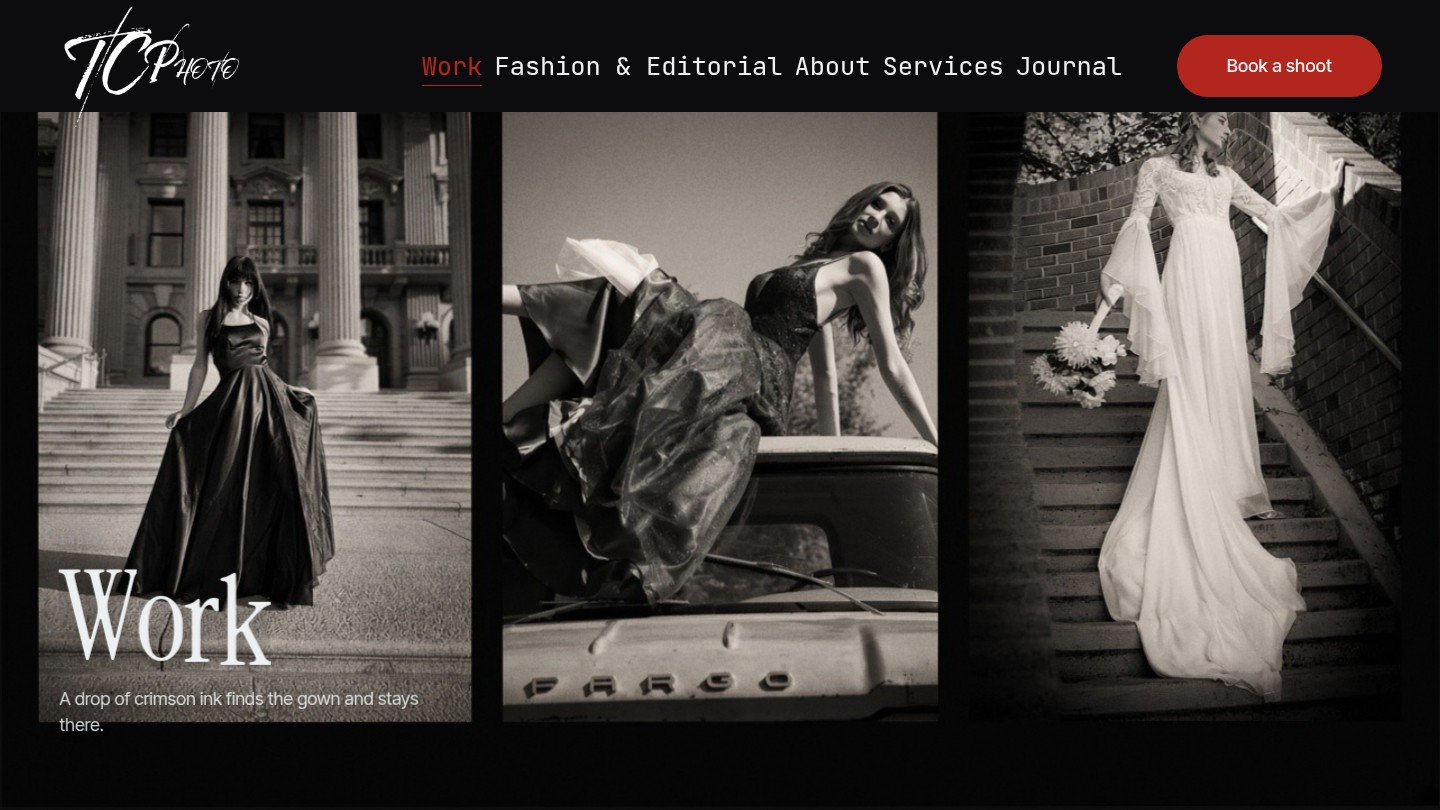 TCPHOTO
Work Fashion & Editorial About Services Journal
Book a shoot
FARGO
Work
A drop of crimson ink finds the gown and stays
there.